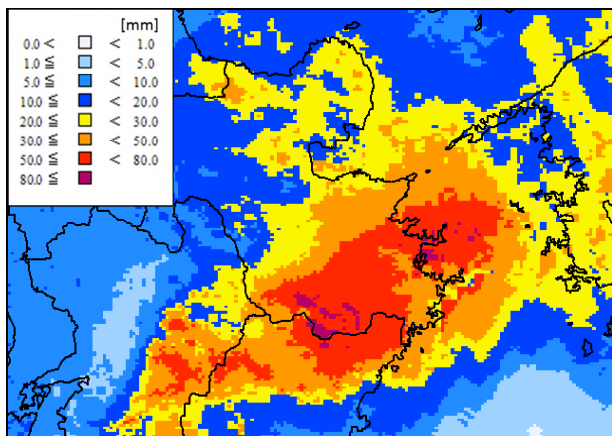 [mm]
0.0 < < 1.0
1.0 ≦ < 5.0
5.0 ≦ < 10.0
10.0 ≦ < 20.0
20.0 ≦ < 30.0
30.0 ≦ < 50.0
50.0 ≦ < 80.0
80.0 ≦